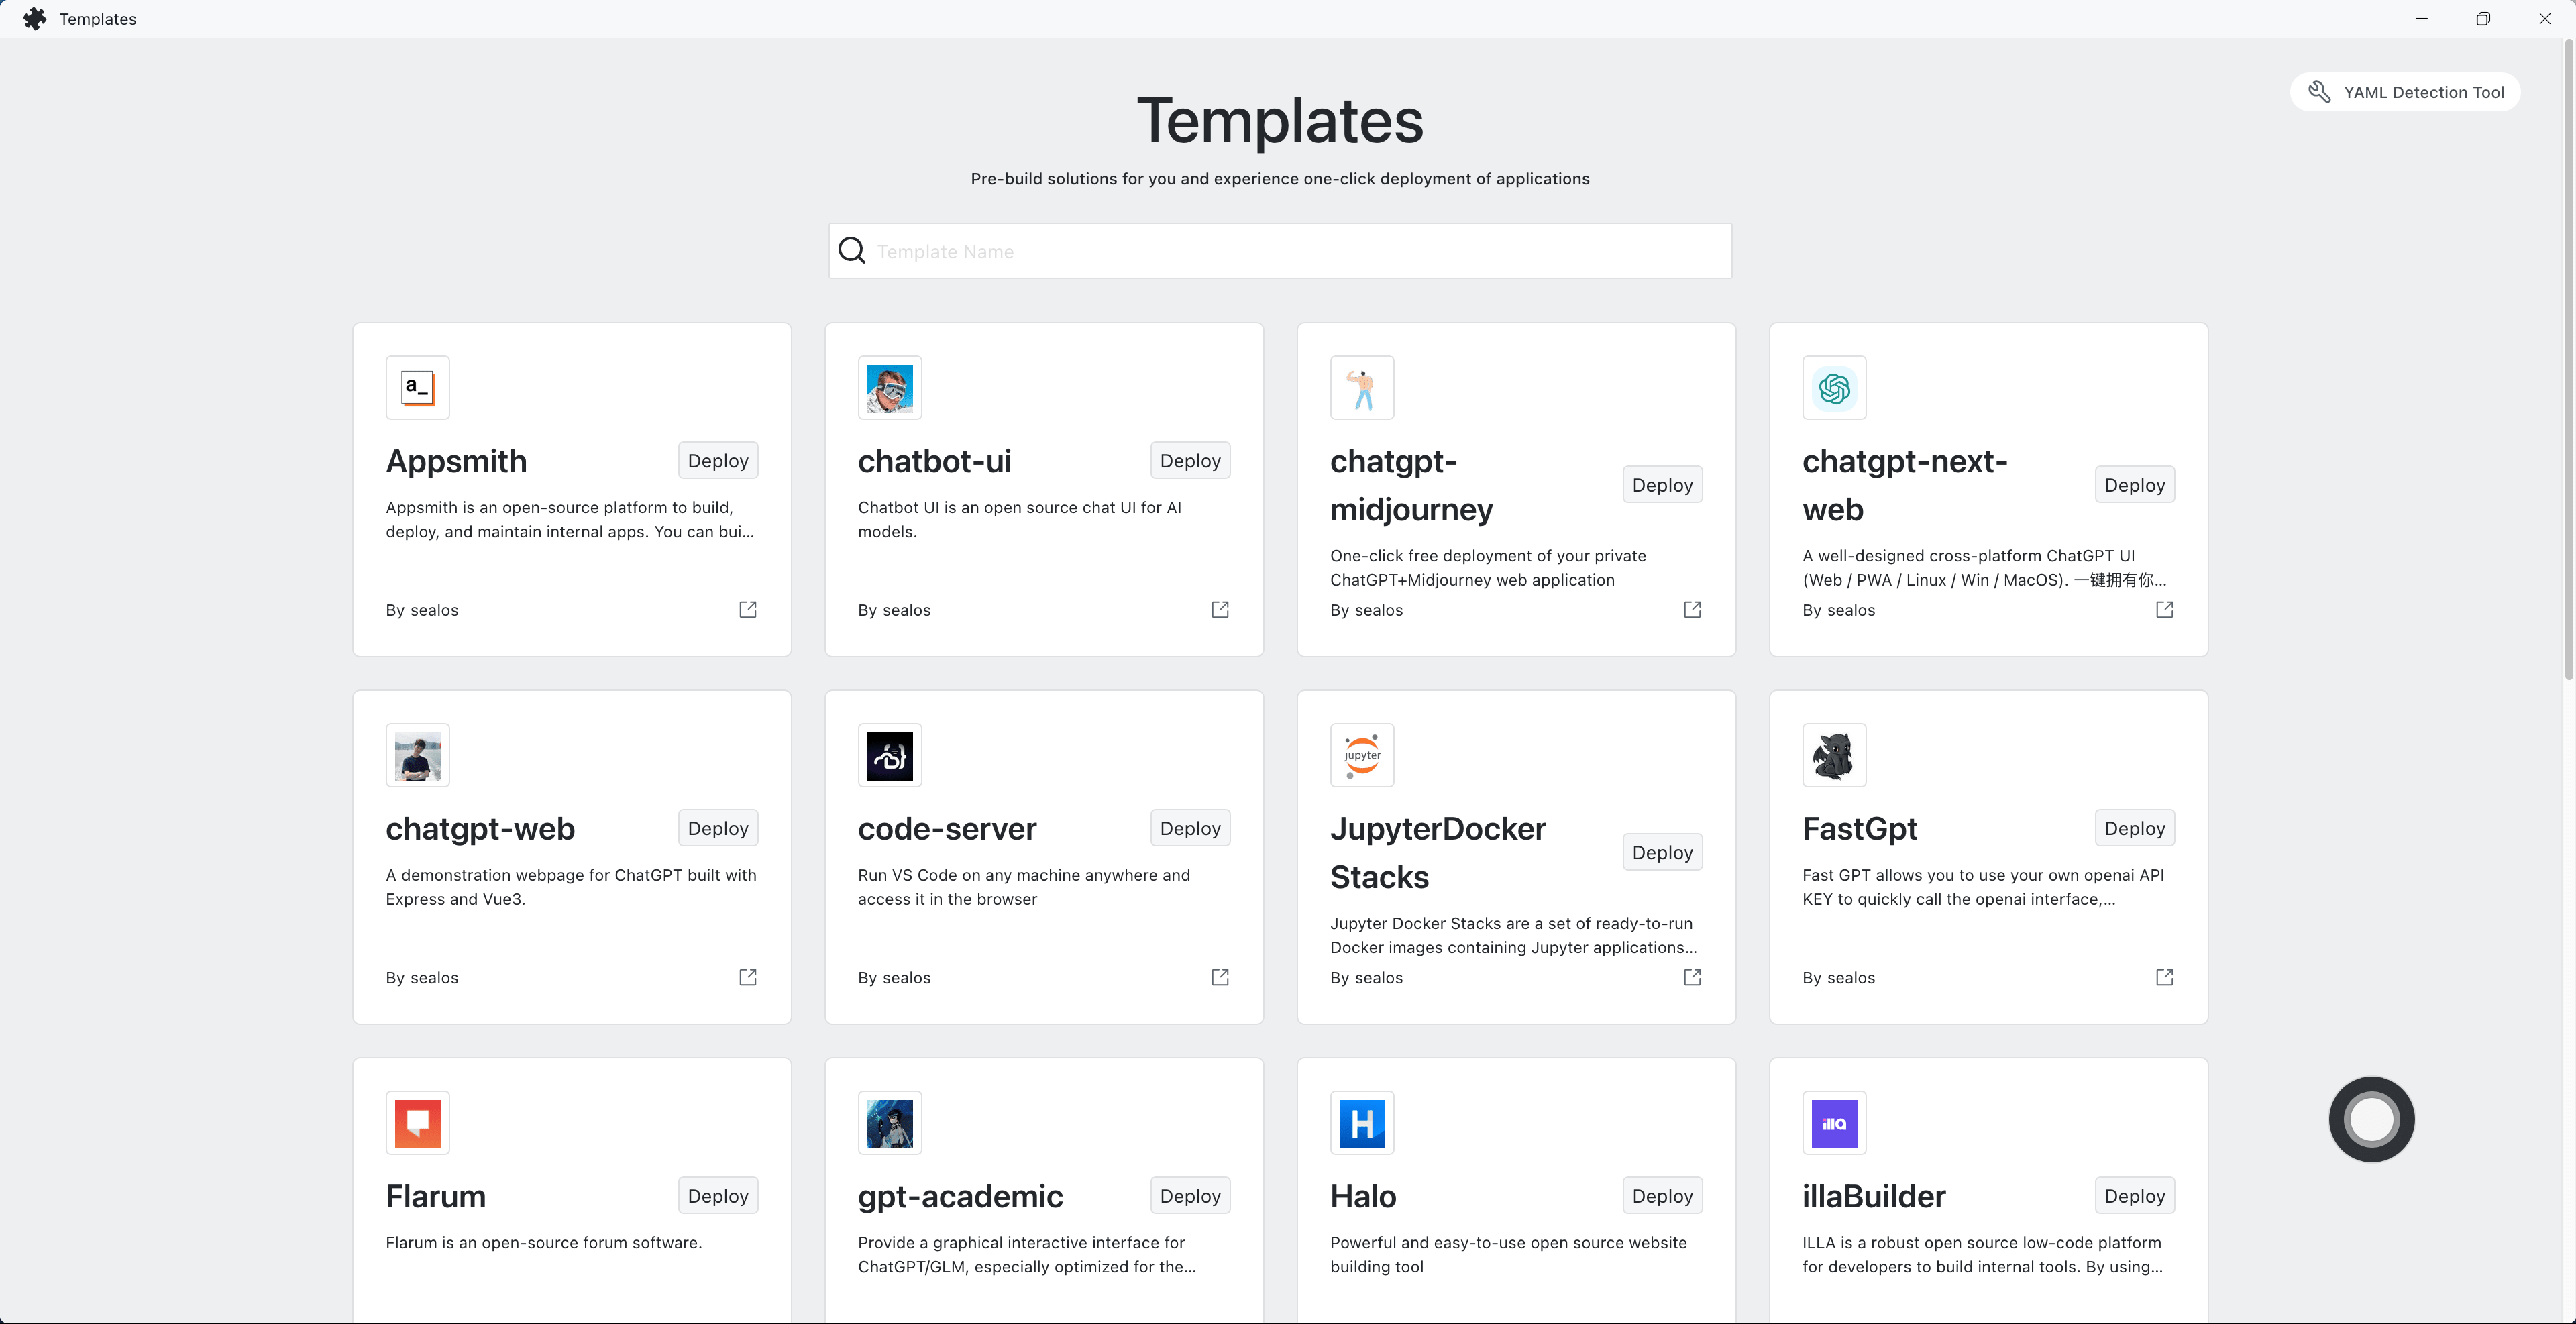 Templates
YAML Detection Tool
Templates
Pre-build solutions for you and experience one-click deployment of applications
Template Name
a_
Appsmith
Deploy
Appsmith is an open-source platform to build,
deploy, and maintain internal apps. You can bui...
By sealos
chatbot-ui
Deploy
Chatbot UI is an open source chat UI for AI
models.
By sealos
chatgpt-
midjourney
Deploy
One-click free deployment of your private
ChatGPT+Midjourney web application
By sealos
chatgpt-next-
web
Deploy
A well-designed cross-platform ChatGPT UI
(Web / PWA / Linux / Win / MacOS). 一键拥有你...
By sealos
chatgpt-web
Deploy
A demonstration webpage for ChatGPT built with
Express and Vue3.
By sealos
code-server
Deploy
Run VS Code on any machine anywhere and
access it in the browser
By sealos
jupyter
JupyterDocker
Stacks
Deploy
Jupyter Docker Stacks are a set of ready-to-run
Docker images containing Jupyter applications...
By sealos
FastGpt
Deploy
Fast GPT allows you to use your own openai API
KEY to quickly call the openai interface,...
By sealos
Flarum
Deploy
Flarum is an open-source forum software.
gpt-academic
Deploy
Provide a graphical interactive interface for
ChatGPT/GLM, especially optimized for the...
H
Halo
Deploy
Powerful and easy-to-use open source website
building tool
illa
illaBuilder
Deploy
ILLA is a robust open source low-code platform
for developers to build internal tools. By using...